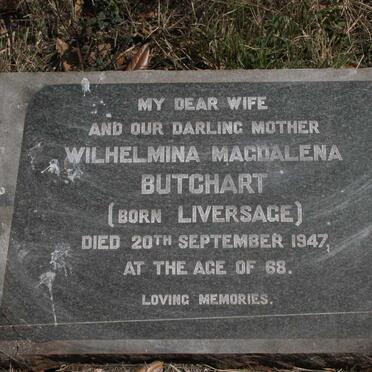 MY DEAR WIFE
AND OUR DARLING MOTHER
WILHELMINA MAGDALENA
BUTCHART
(BORN LIVERSAGE)
DIED 20TH SEPTEMBER 1947,
AT THE AGE OF 68.
LOVING MEMORIES.